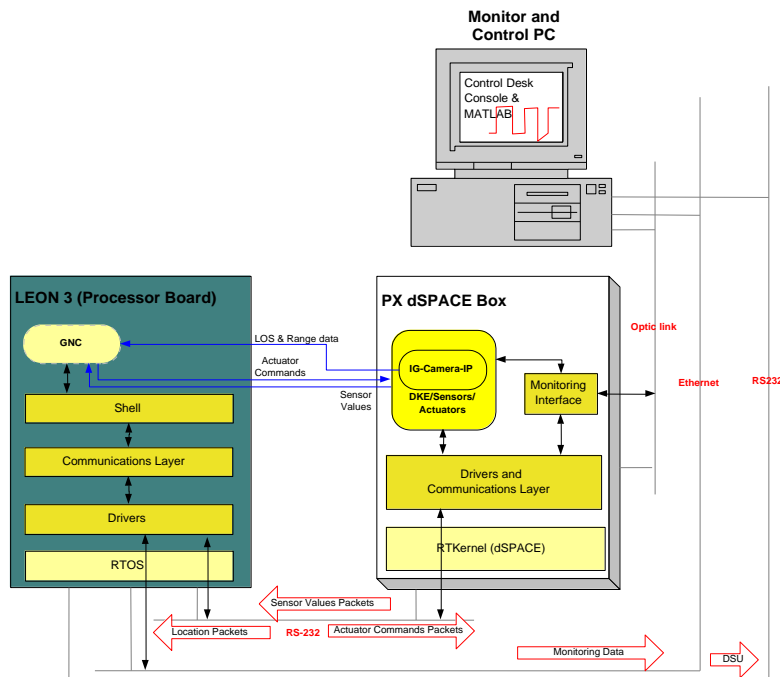 Monitor and
Control PC
Control Desk
Console &
MATLAB
LEON 3 (Processor Board)
PX dSPACE Box
GNC
LOS & Range data
Actuator
Commands
Sensor
Values
IG-Camera-IP
DKE/Sensors/
Actuators
Monitoring
Interface
Optic link
Ethernet
RS232
Shell
Communications Layer
Drivers
RTOS
Drivers and
Communications Layer
RTKernel (dSPACE)
Sensor Values Packets
Location Packets
RS-232
Actuator Commands Packets
Monitoring Data
DSU